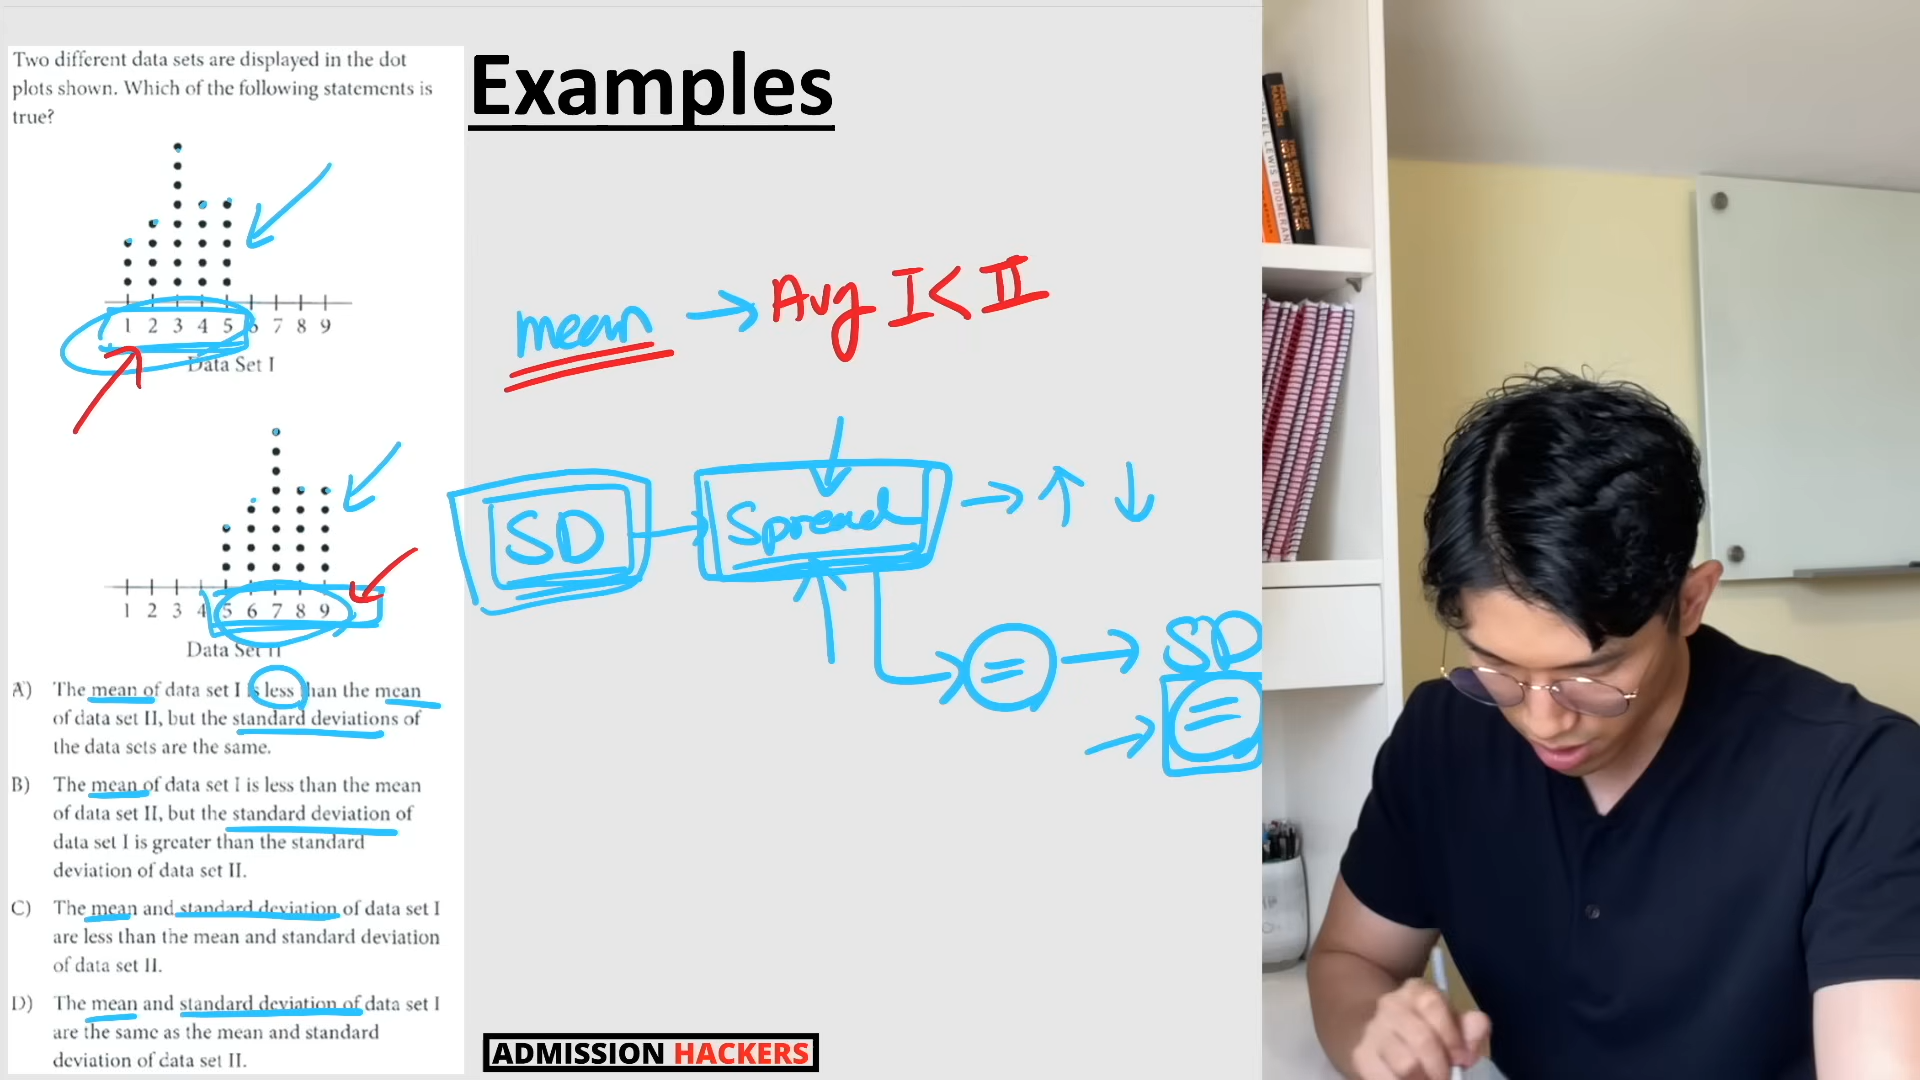 Two different data sets are displayed in the dot
plots shown. Which of the following statements is
true?
1 2 3 4 5 6 7 8 9
Data Set I
1 2 3 4 5 6 7 8 9
Data Set II
A) The mean of data set I is less than the mean
of data set II, but the standard deviations of
the data sets are the same.
B) The mean of data set I is less than the mean
of data set II, but the standard deviation of
data set I is greater than the standard
deviation of data set II.
C) The mean and standard deviation of data set I
are less than the mean and standard deviation
of data set II.
D) The mean and standard deviation of data set I
are the same as the mean and standard
deviation of data set II.
Examples
mean → Avg I < II
SD → Spread → ↑ ↓
= → SD
→ =
ADMISSION HACKERS
MICHAEL LEWIS BOOMERANG